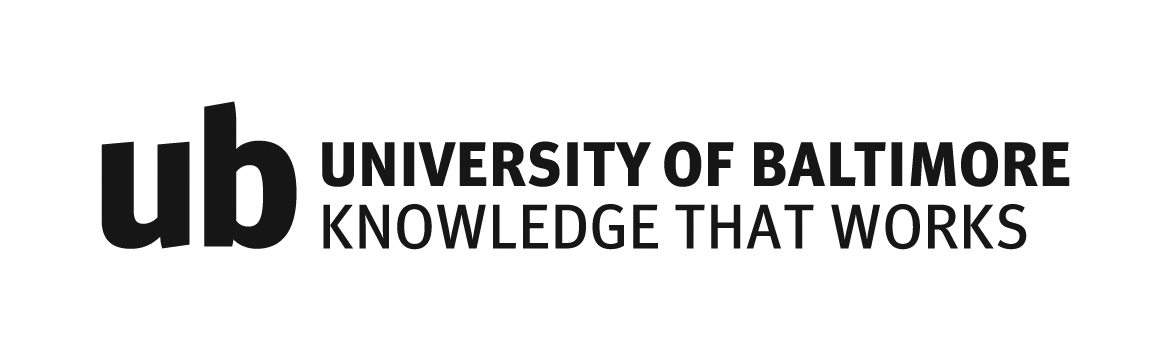 ub
UNIVERSITY OF BALTIMORE
KNOWLEDGE THAT WORKS